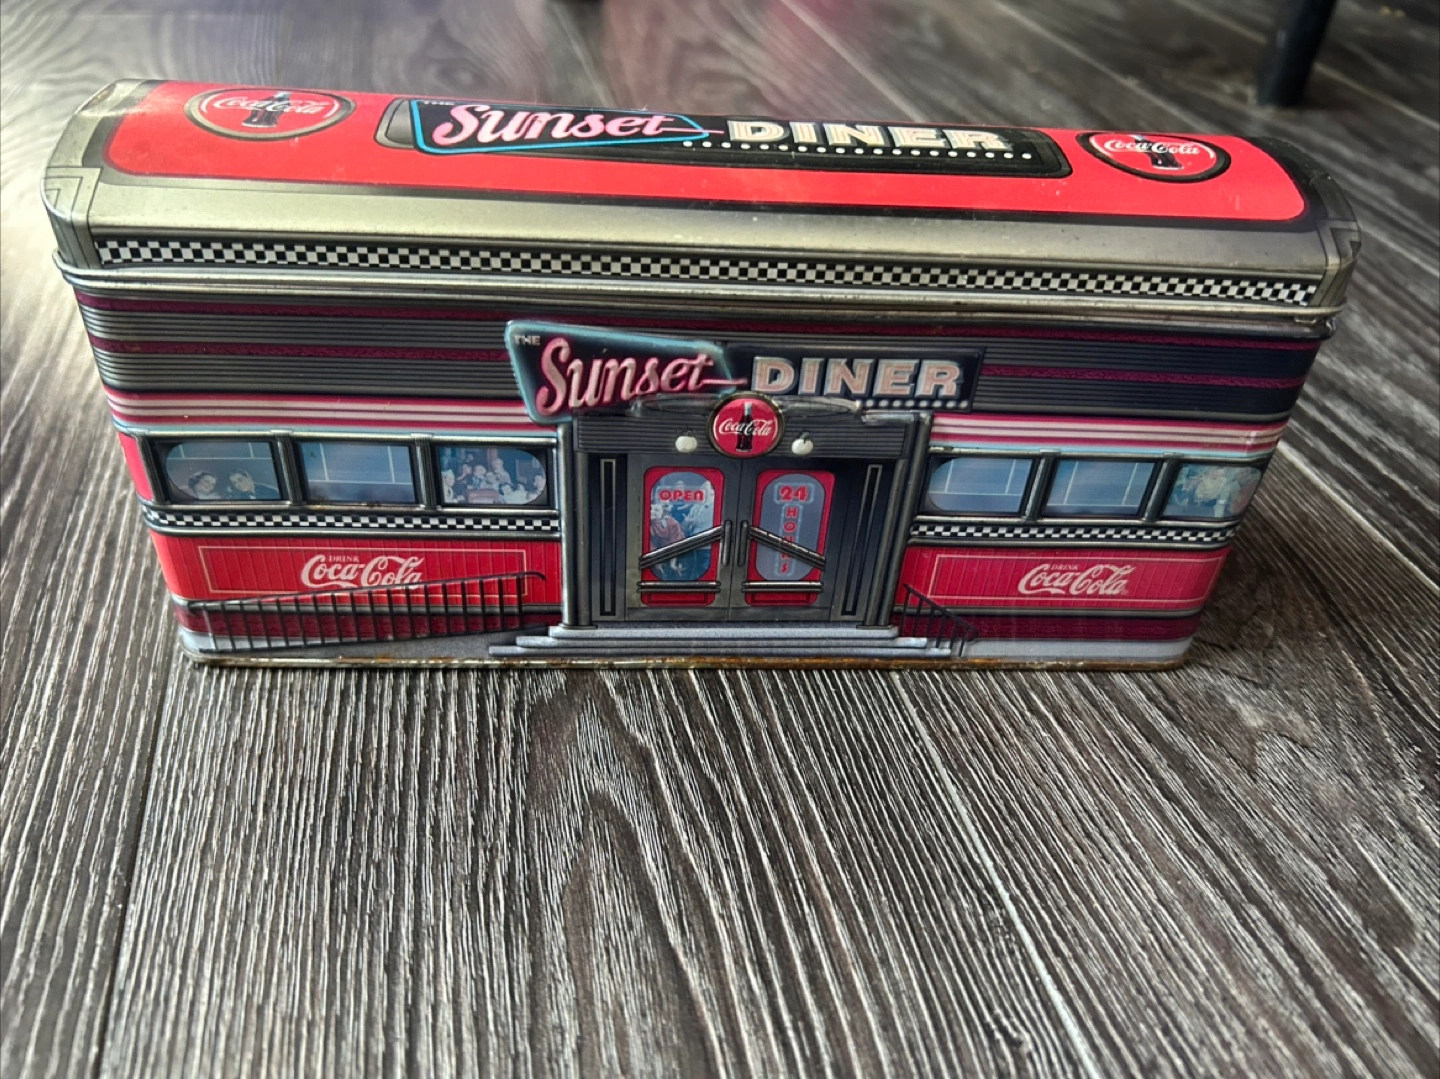 Coca-Cola
THE
Sunset DINER
Coca-Cola
THE
Sunset DINER
Coca-Cola
OPEN
24
HOURS
DRINK
Coca-Cola
DRINK
Coca-Cola